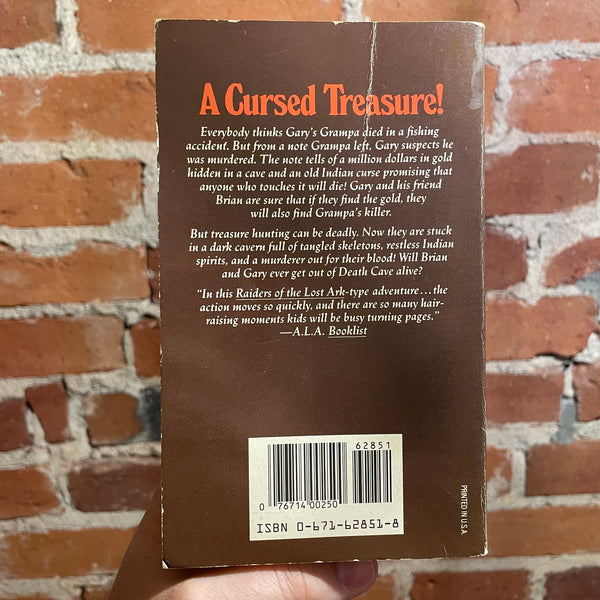 A Cursed Treasure!
Everybody thinks Gary's Grampa died in a fishing
accident. But from a note Grampa left, Gary suspects he
was murdered. The note tells of a million dollars in gold
hidden in a cave and an old Indian curse promising that
anyone who touches it will die! Gary and his friend
Brian are sure that if they find the gold, they
will also find Grampa's killer.
But treasure hunting can be deadly. Now they are stuck
in a dark cavern full of tangled skeletons, restless Indian
spirits, and a murderer out for their blood! Will Brian
and Gary ever get out of Death Cave alive?
"In this Raiders of the Lost Ark-type adventure...the
action moves so quickly, and there are so many hair-
raising moments kids will be busy turning pages."
—A.L.A. Booklist
62851
0 76714 00250
ISBN 0-671-62851-8
PRINTED IN U.S.A.